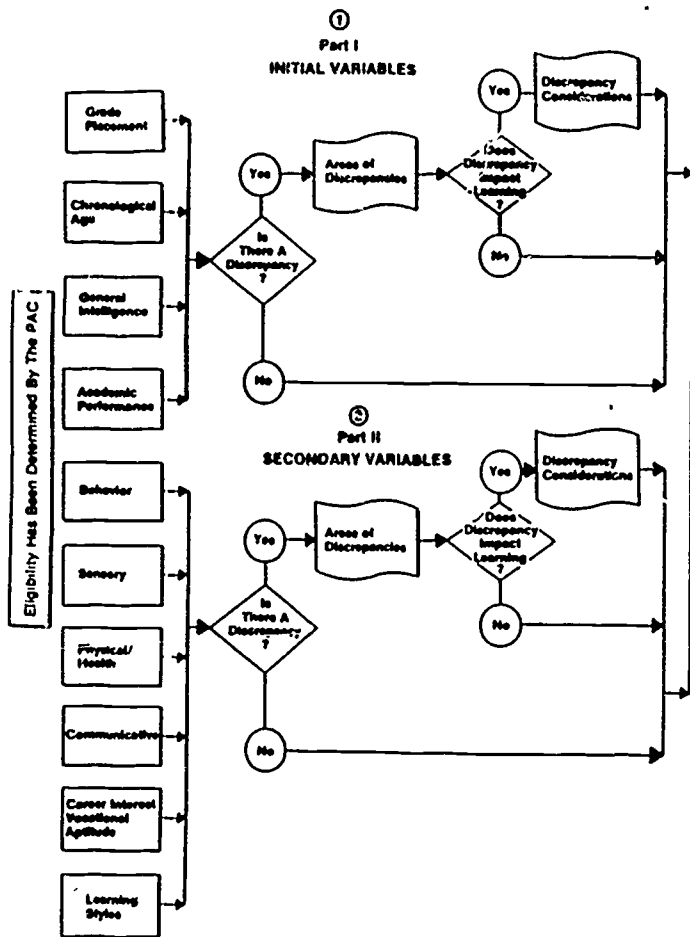 ①
Part I
INITIAL VARIABLES
Eligibility Has Been Determined By The PAC
Grade
Placement
Chronological
Age
General
Intelligence
Academic
Performance
Is
There A
Discrepancy
?
Yes
No
Areas of
Discrepancies
Does
Discrepancy
Impact
Learning
?
Yes
No
Discrepancy
Considerations
②
Part II
SECONDARY VARIABLES
Behavior
Sensory
Physical/
Health
Communicative
Career Interest
Vocational
Aptitude
Learning
Styles
Is
There A
Discrepancy
?
Yes
No
Areas of
Discrepancies
Does
Discrepancy
Impact
Learning
?
Yes
No
Discrepancy
Considerations